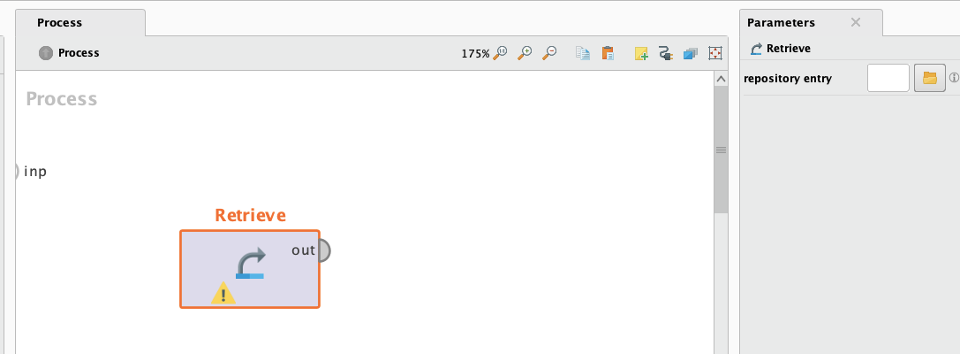 Process
Process
175%
Process
inp
Retrieve
out
Parameters
Retrieve
repository entry